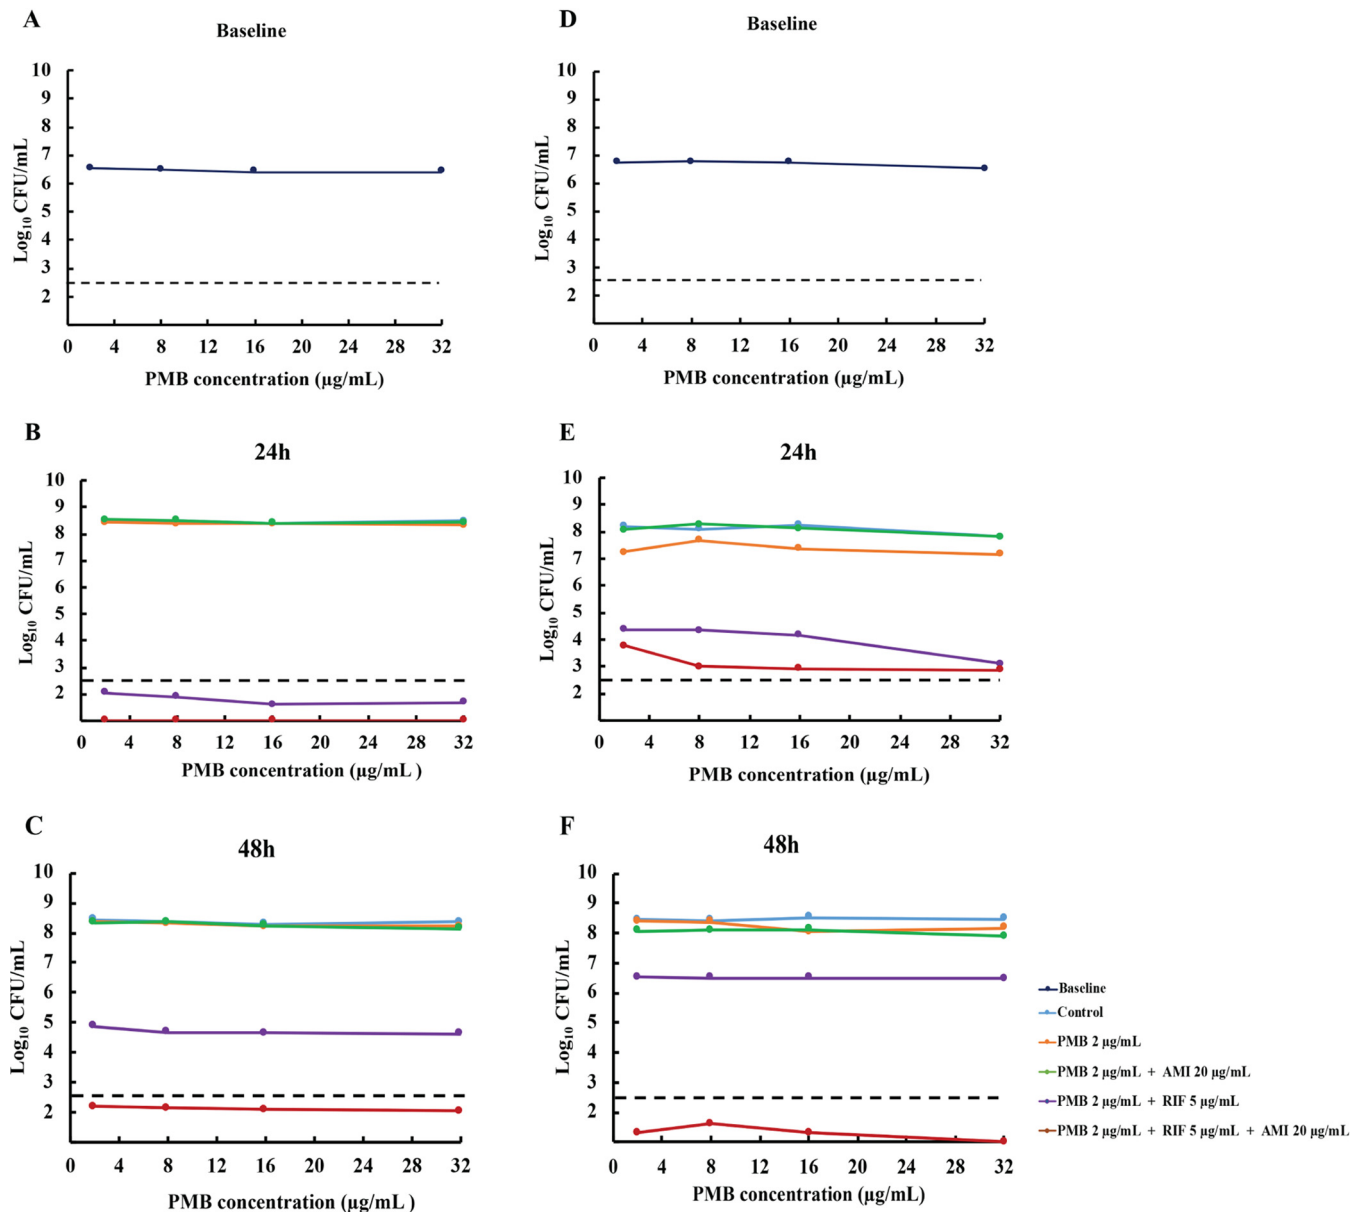 A
Baseline
Log10 CFU/mL
10
9
8
7
6
5
4
3
2
0 4 8 12 16 20 24 28 32
PMB concentration (µg/mL)
B
24h
Log10 CFU/mL
10
9
8
7
6
5
4
3
2
0 4 8 12 16 20 24 28 32
PMB concentration (µg/mL )
C
48h
Log10 CFU/mL
10
9
8
7
6
5
4
3
2
0 4 8 12 16 20 24 28 32
PMB concentration (µg/mL )
D
Baseline
Log10 CFU/mL
10
9
8
7
6
5
4
3
2
0 4 8 12 16 20 24 28 32
PMB concentration (µg/mL)
E
24h
Log10 CFU/mL
10
9
8
7
6
5
4
3
2
0 4 8 12 16 20 24 28 32
PMB concentration (µg/mL)
F
48h
Log10 CFU/mL
10
9
8
7
6
5
4
3
2
0 4 8 12 16 20 24 28 32
PMB concentration (µg/mL)
Baseline
Control
PMB 2 µg/mL
PMB 2 µg/mL + AMI 20 µg/mL
PMB 2 µg/mL + RIF 5 µg/mL
PMB 2 µg/mL + RIF 5 µg/mL + AMI 20 µg/mL